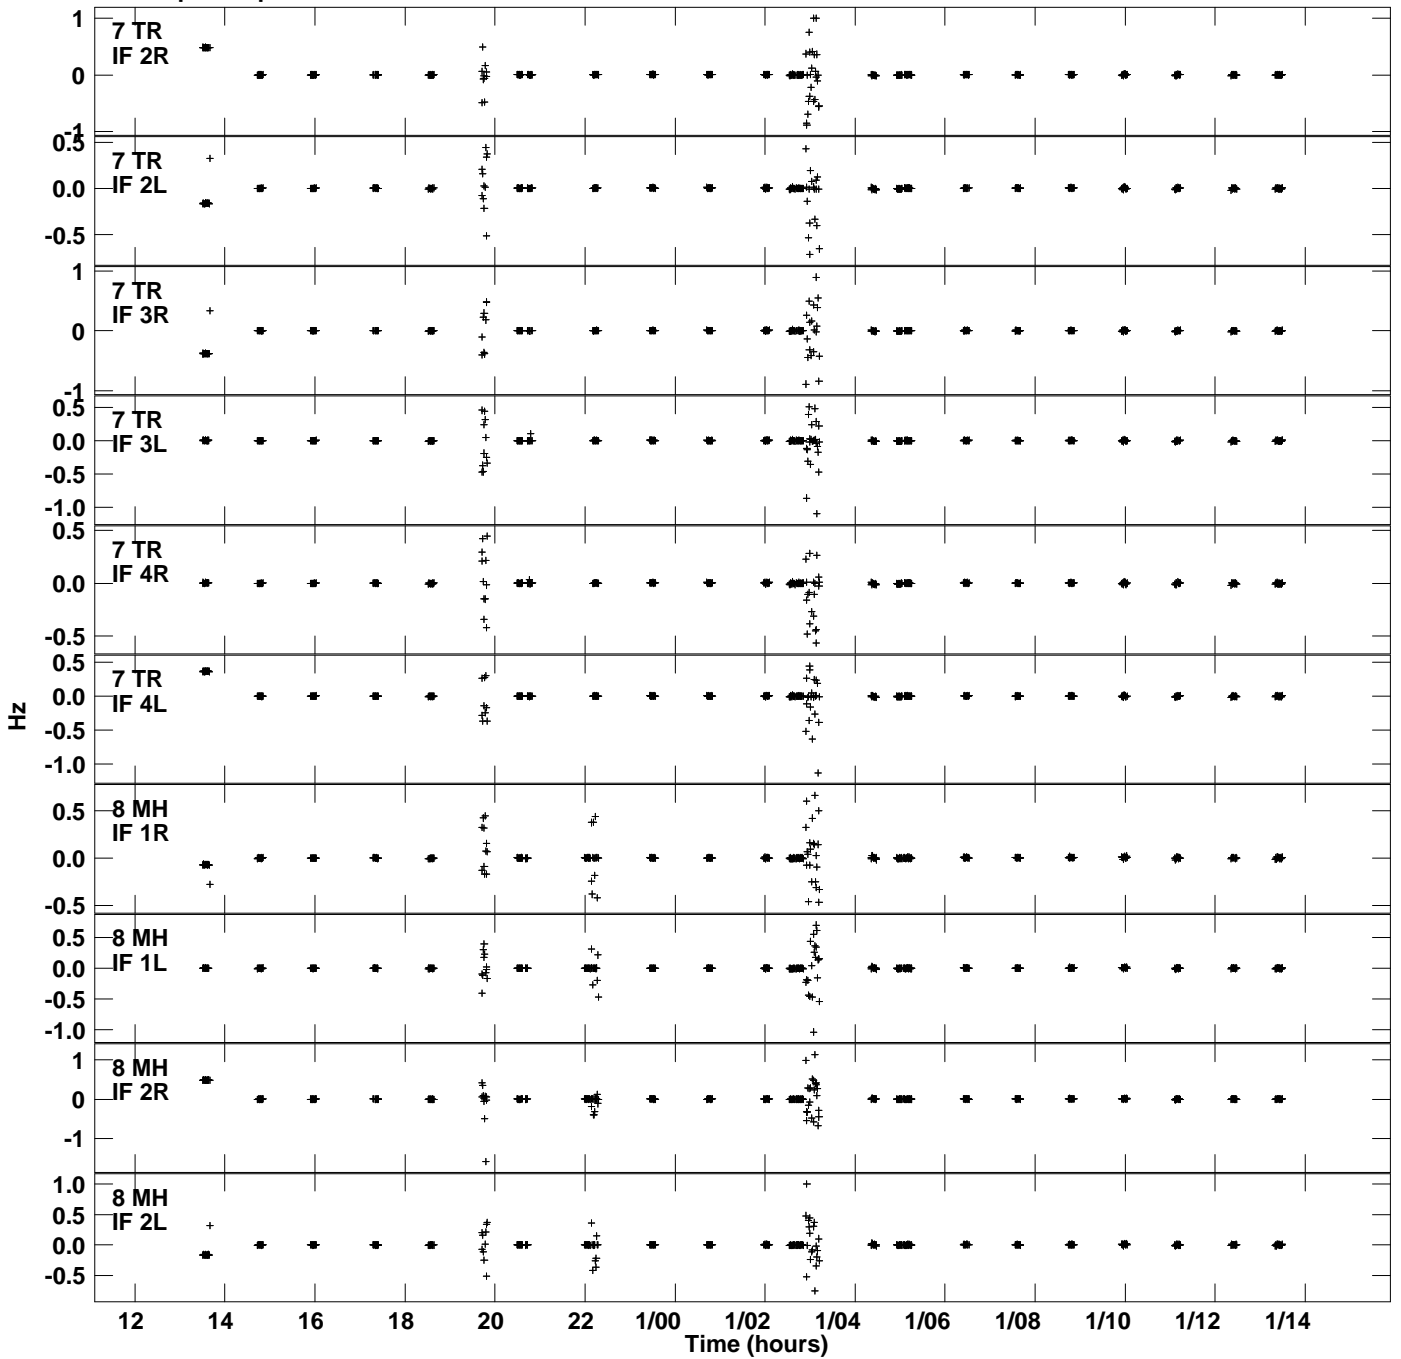 1
0
-1
7 TR
IF 2R
0.5
0.0
-0.5
7 TR
IF 2L
1
0
-1
7 TR
IF 3R
0.5
0.0
-0.5
-1.0
7 TR
IF 3L
0.5
0.0
-0.5
7 TR
IF 4R
0.5
0.0
-0.5
-1.0
7 TR
IF 4L
Hz
0.5
0.0
-0.5
8 MH
IF 1R
0.5
0.0
-0.5
-1.0
8 MH
IF 1L
1
0
-1
8 MH
IF 2R
1.0
0.5
0.0
-0.5
8 MH
IF 2L
12 14 16 18 20 22 1/00 1/02 1/04 1/06 1/08 1/10 1/12 1/14
Time (hours)